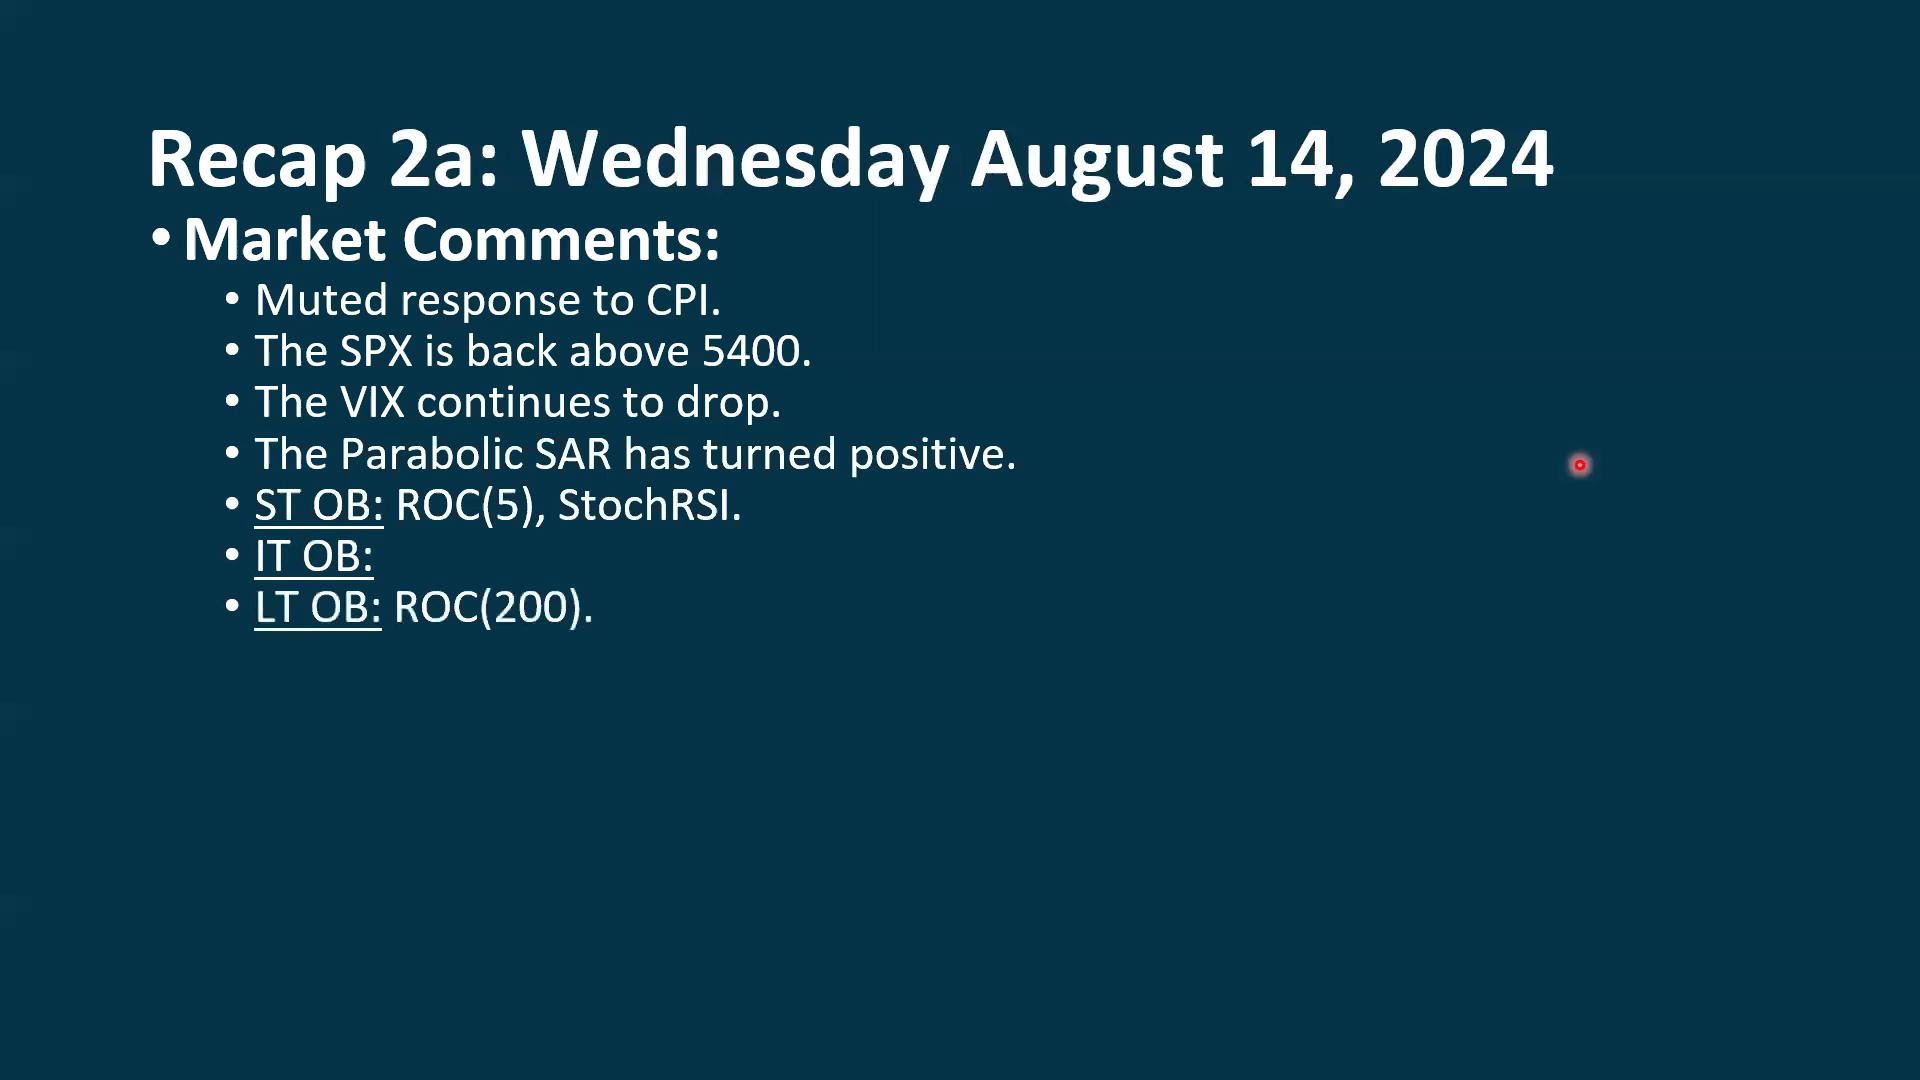 Recap 2a: Wednesday August 14, 2024
• Market Comments:
• Muted response to CPI.
• The SPX is back above 5400.
• The VIX continues to drop.
• The Parabolic SAR has turned positive.
• ST OB: ROC(5), StochRSI.
• IT OB:
• LT OB: ROC(200).